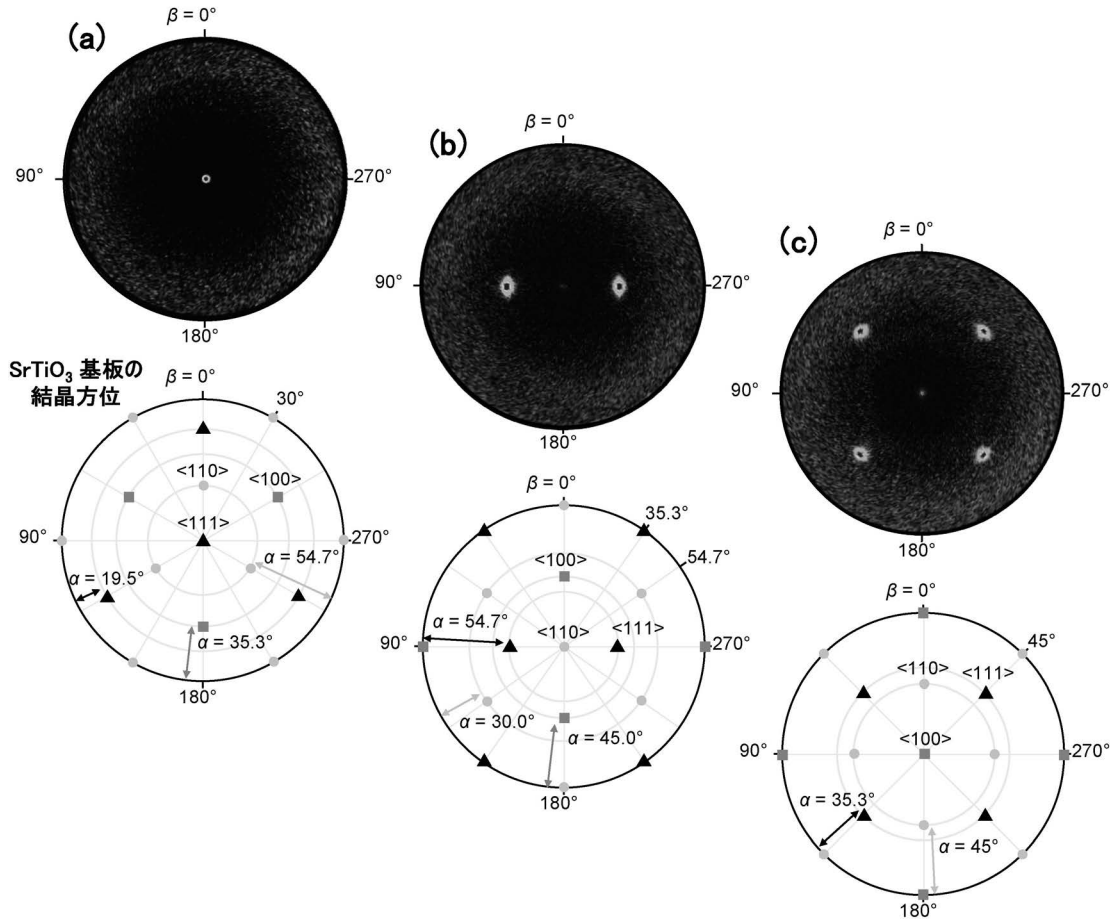 (a)
β = 0°
90°
270°
180°
SrTiO₃ 基板の
結晶方位
β = 0°
30°
<110>
<100>
<111>
90°
270°
α = 54.7°
α = 19.5°
α = 35.3°
180°
(b)
β = 0°
90°
270°
180°
β = 0°
35.3°
54.7°
<100>
α = 54.7°
<110>
<111>
90°
270°
α = 30.0°
α = 45.0°
180°
(c)
β = 0°
90°
270°
180°
β = 0°
45°
<110>
<111>
<100>
90°
270°
α = 35.3°
α = 45°
180°